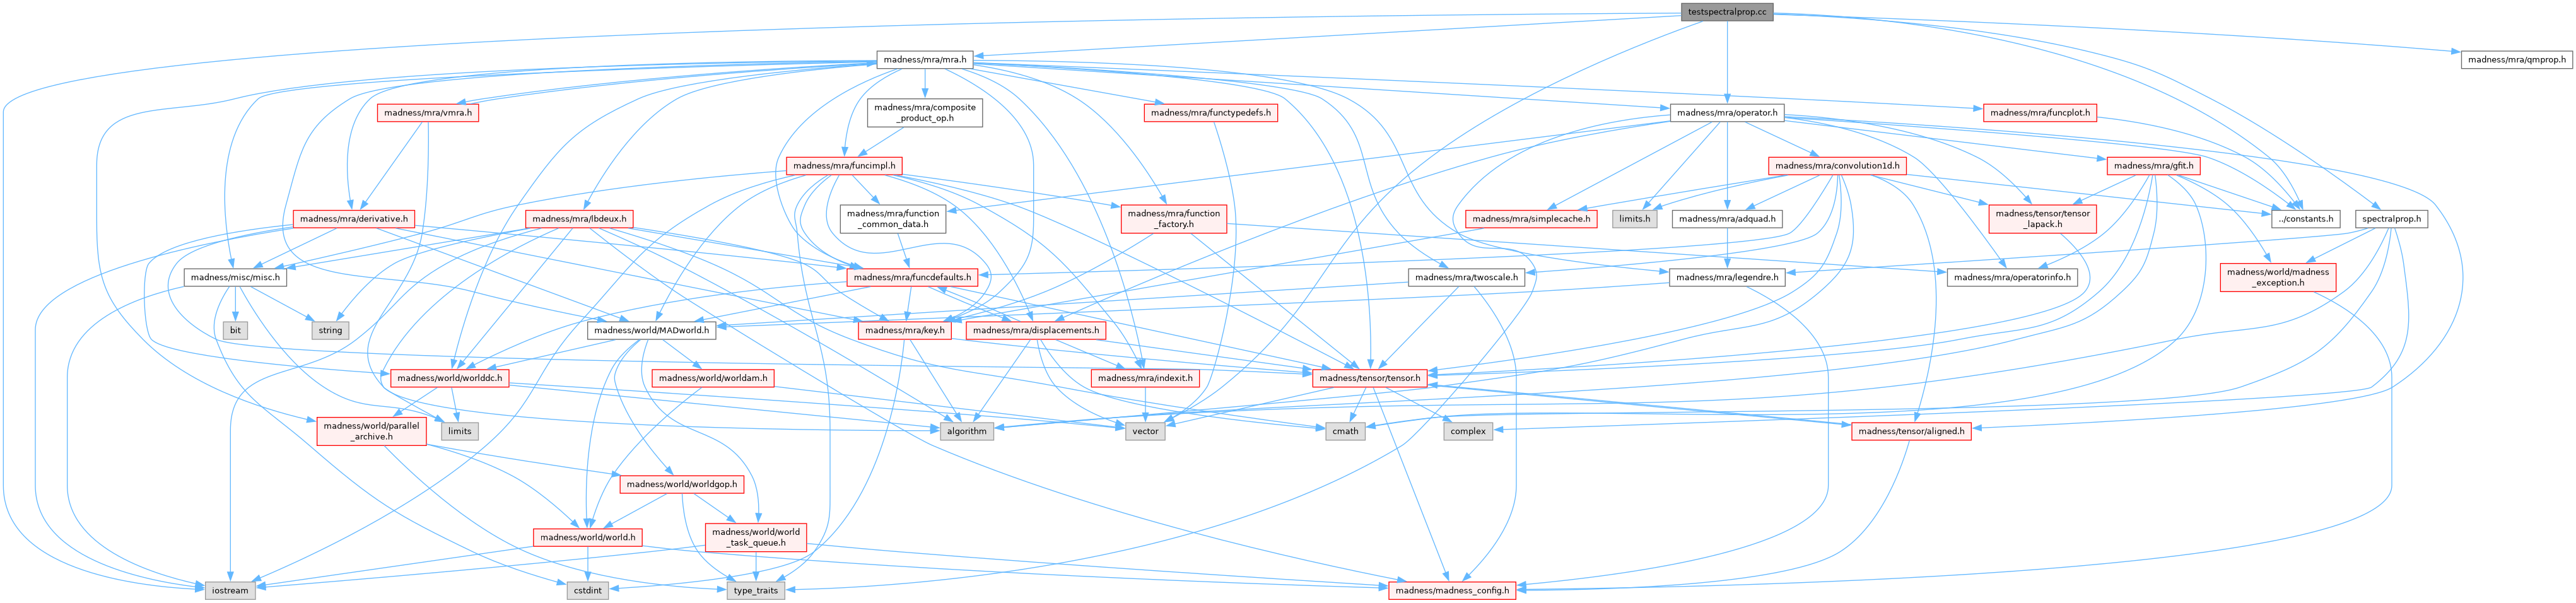 testspectralprop.cc
madness/mra/mra.h
madness/mra/qmprop.h
madness/mra/vmra.h
madness/mra/composite
_product_op.h
madness/mra/functypedefs.h
madness/mra/operator.h
madness/mra/funcplot.h
madness/mra/funcimpl.h
madness/mra/convolution1d.h
madness/mra/gfit.h
madness/mra/derivative.h
madness/mra/lbdeux.h
madness/mra/function
_common_data.h
madness/mra/function
_factory.h
madness/mra/simplecache.h
limits.h
madness/mra/adquad.h
madness/tensor/tensor
_lapack.h
../constants.h
spectralprop.h
madness/misc/misc.h
madness/mra/funcdefaults.h
madness/mra/twoscale.h
madness/mra/legendre.h
madness/mra/operatorinfo.h
madness/world/madness
_exception.h
bit
string
madness/world/MADworld.h
madness/mra/key.h
madness/mra/displacements.h
madness/world/worlddc.h
madness/world/worldam.h
madness/mra/indexit.h
madness/tensor/tensor.h
madness/world/parallel
_archive.h
limits
algorithm
vector
cmath
complex
madness/tensor/aligned.h
madness/world/worldgop.h
madness/world/world.h
madness/world/world
_task_queue.h
iostream
cstdint
type_traits
madness/madness_config.h